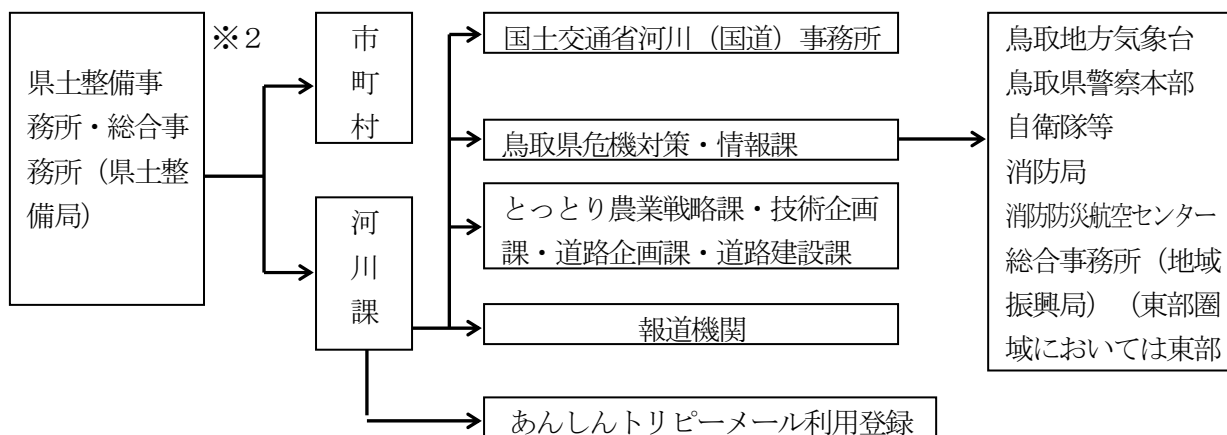 ※2
県土整備事
務所・総合事
務所（県土整
備局）
市
町
村
河
川
課
国土交通省河川（国道）事務所
鳥取県危機対策・情報課
とっとり農業戦略課・技術企画
課・道路企画課・道路建設課
報道機関
あんしんトリピーメール利用登録
鳥取地方気象台
鳥取県警察本部
自衛隊等
消防局
消防防災航空センター
総合事務所（地域
振興局）（東部圏
域においては東部